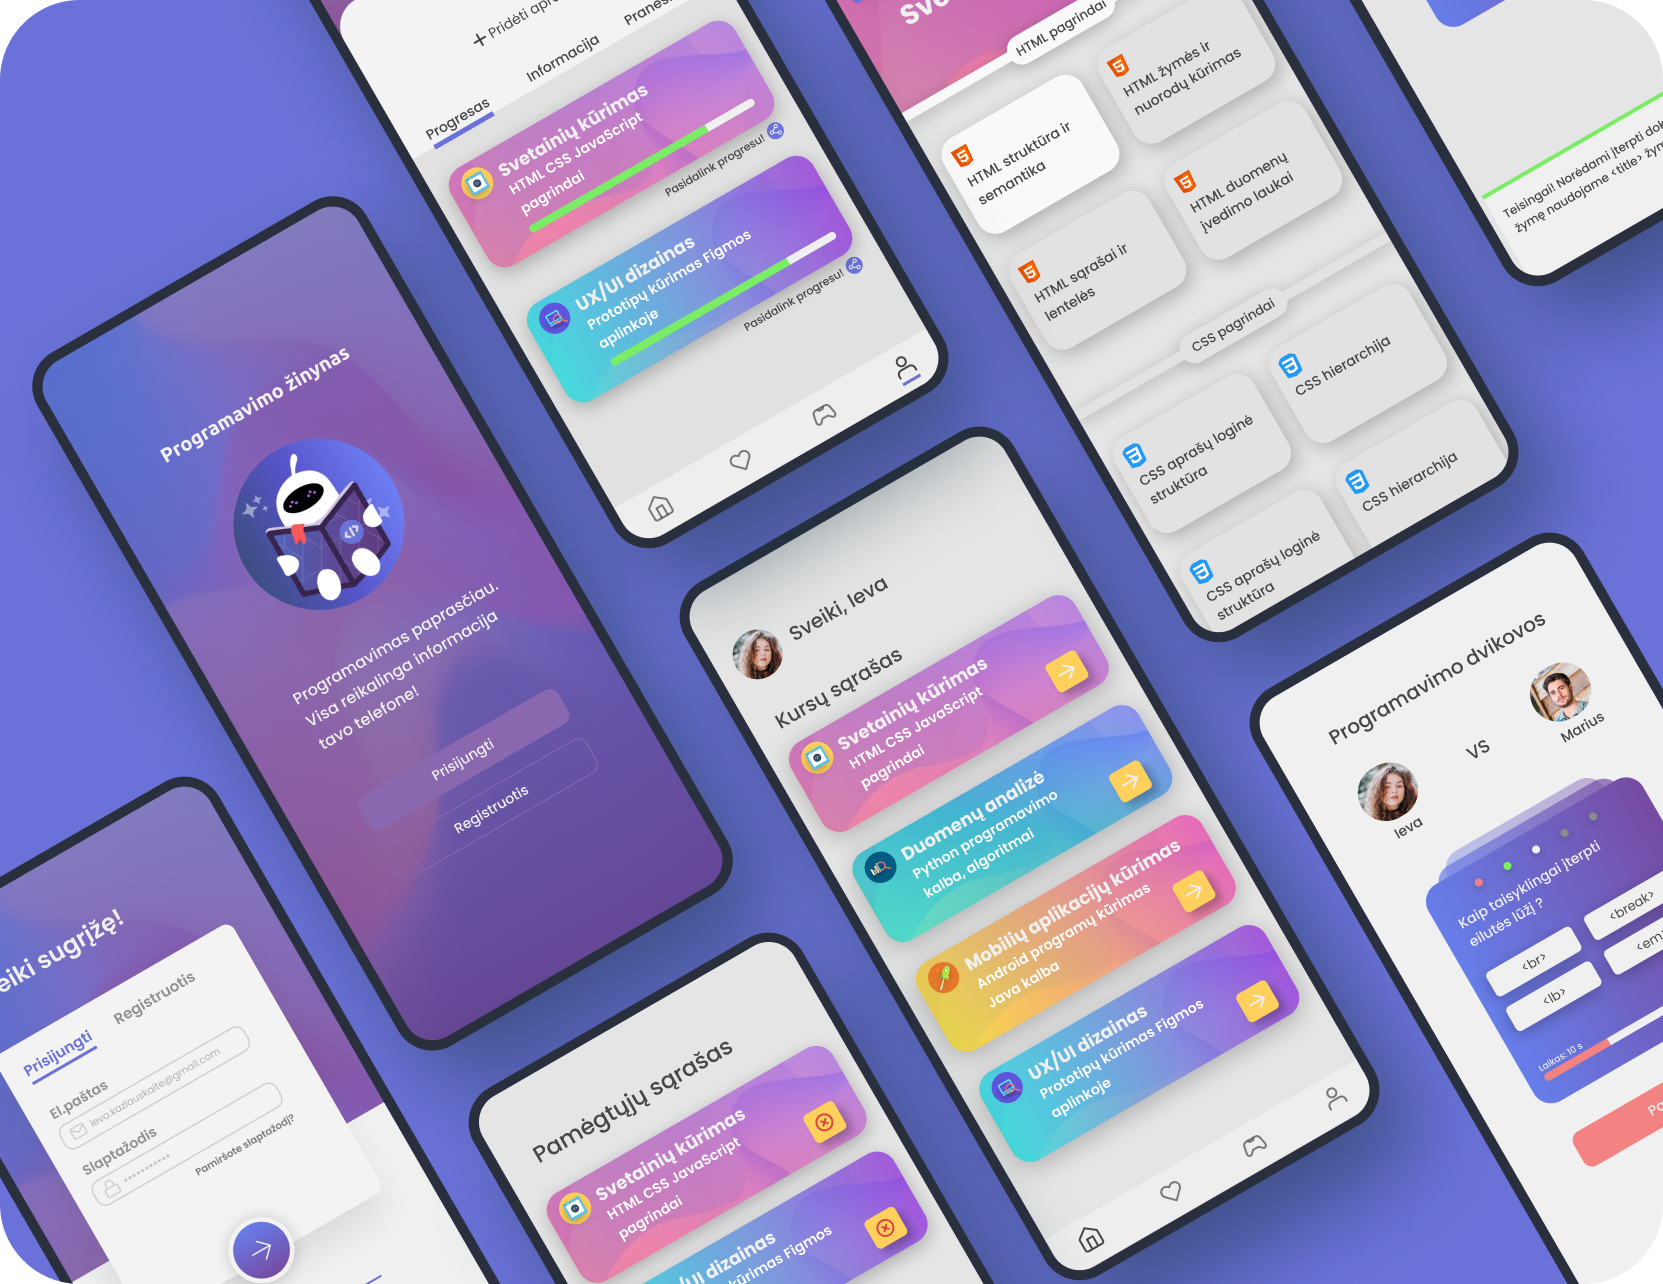 Programavimo žinynas
Programavimas paprasčiau.
Visa reikalinga informacija
tavo telefone!
Prisijungti
Registruotis
Pridėti
Progresas
Informacija
Svetainių kūrimas
HTML CSS JavaScript
pagrindai
Pasidalink progresu!
UX/UI dizainas
Prototipų kūrimas Figmos
aplinkoje
Pasidalink progresu!
HTML pagrindai
HTML struktūra ir
semantika
HTML žymės ir
nuorodų kūrimas
HTML sąrašai ir
lentelės
HTML duomenų
įvedimo laukai
CSS pagrindai
CSS aprašų loginė
struktūra
CSS hierarchija
CSS aprašų loginė
struktūra
CSS hierarchija
Teisingai! Norėdami įterpti
žymę naudojame <title>
sugrįžę!
Prisijungti
Registruotis
El.paštas
ieva.kazlauskaite@gmail.com
Slaptažodis
Pamiršote slaptažodį?
Sveiki, Ieva
Kursų sąrašas
Svetainių kūrimas
HTML CSS JavaScript
pagrindai
Duomenų analizė
Python programavimo
kalba, algoritmai
Mobilių aplikacijų kūrimas
Android programų kūrimas
Java kalba
UX/UI dizainas
Prototipų kūrimas Figmos
aplinkoje
Pamėgtųjų sąrašas
Svetainių kūrimas
HTML CSS JavaScript
pagrindai
/UI dizainas
kūrimas Figmos
Programavimo dvikovos
Ieva
VS
Marius
Kaip taisyklingai įterpti
eilutės lūžį ?
<br>
<break>
<lb>
<em
Laikas: 10 s